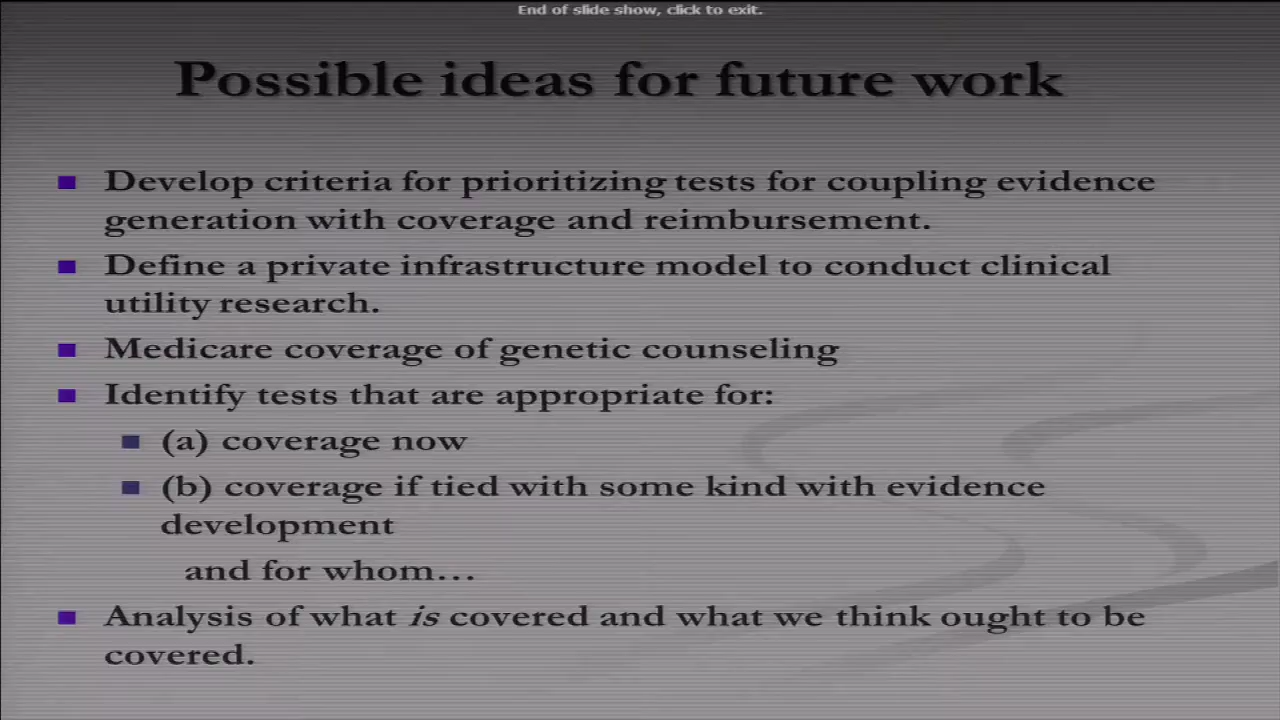 End of slide show, click to exit.
Possible ideas for future work
Develop criteria for prioritizing tests for coupling evidence
generation with coverage and reimbursement.
Define a private infrastructure model to conduct clinical
utility research.
Medicare coverage of genetic counseling
Identify tests that are appropriate for:
(a) coverage now
(b) coverage if tied with some kind with evidence
development
and for whom…
Analysis of what is covered and what we think ought to be
covered.